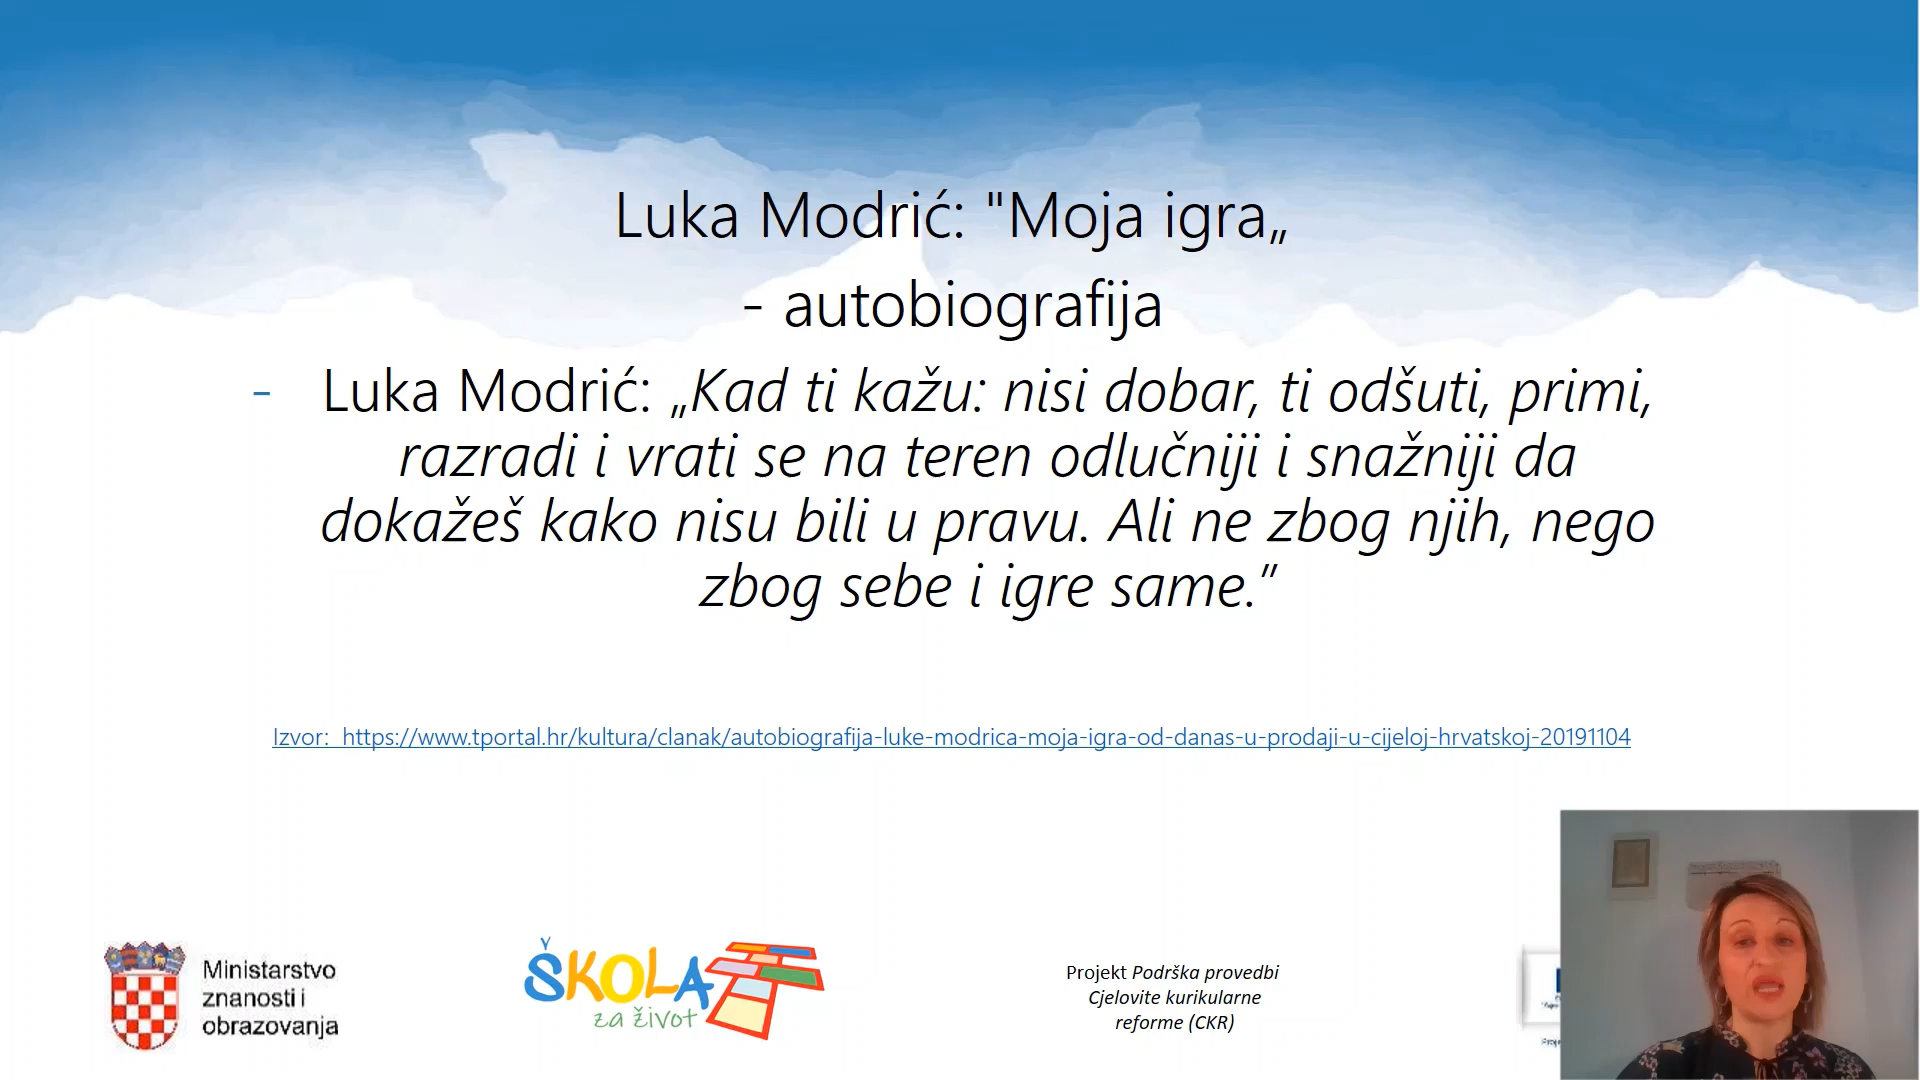 Luka Modrić: "Moja igra„
- autobiografija
- Luka Modrić: „Kad ti kažu: nisi dobar, ti odšuti, primi,
razradi i vrati se na teren odlučniji i snažniji da
dokažeš kako nisu bili u pravu. Ali ne zbog njih, nego
zbog sebe i igre same.”
Izvor: https://www.tportal.hr/kultura/clanak/autobiografija-luke-modrica-moja-igra-od-danas-u-prodaji-u-cijeloj-hrvatskoj-20191104
Ministarstvo
znanosti i
obrazovanja
ŠKOLA
za život
Projekt Podrška provedbi
Cjelovite kurikularne
reforme (CKR)